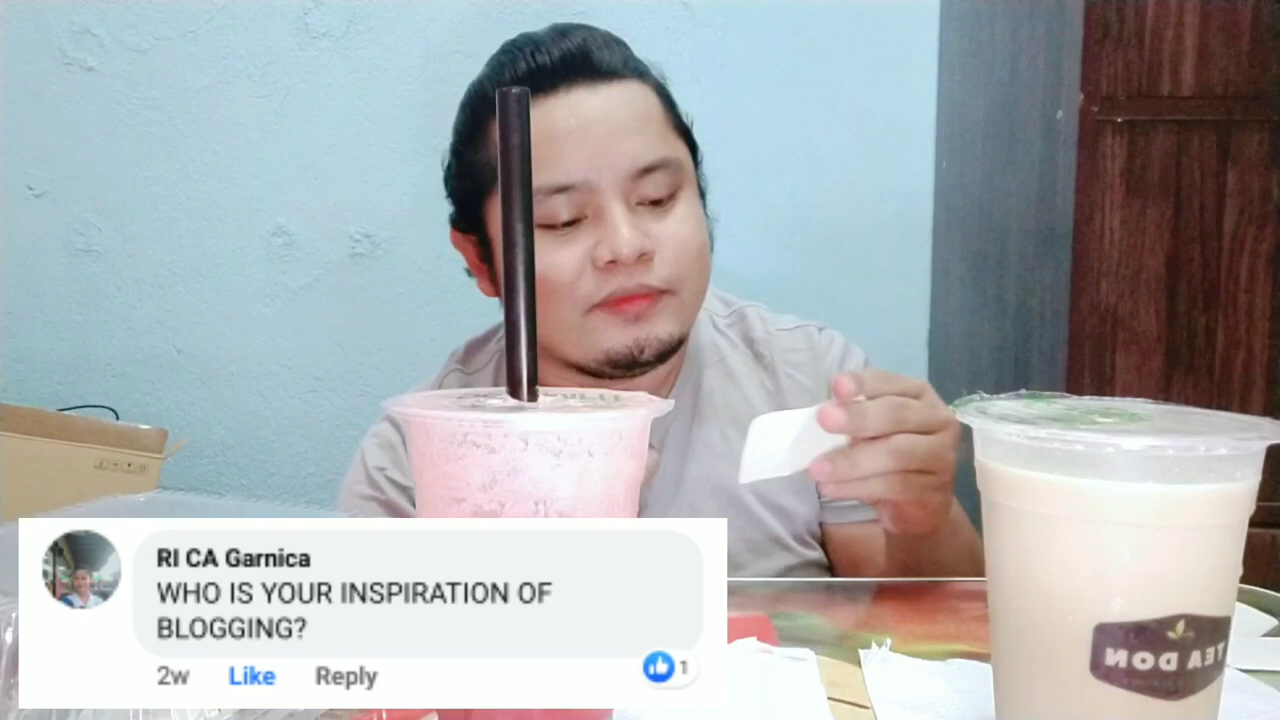 RI CA Garnica
WHO IS YOUR INSPIRATION OF
BLOGGING?
2w Like Reply
1
TEA DON